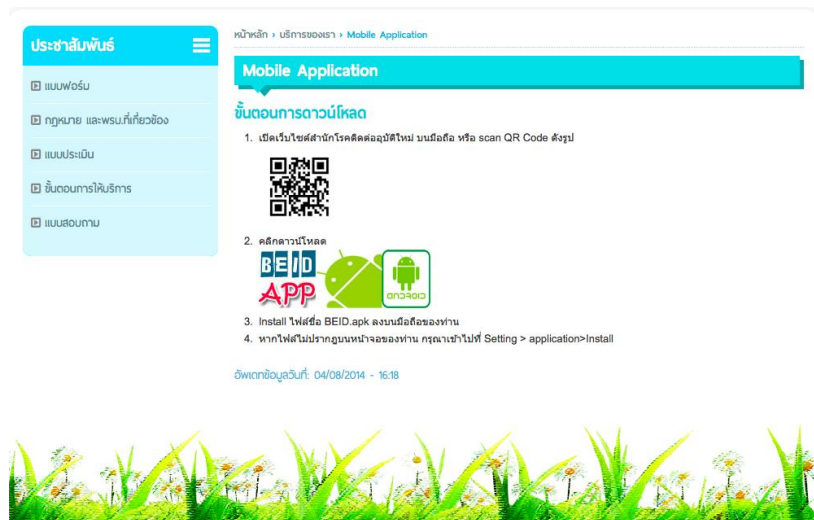 ประชาสัมพันธ์
แบบฟอร์ม
กฎหมาย และพรบ.ที่เกี่ยวข้อง
แบบประเมิน
ขั้นตอนการให้บริการ
แบบสอบถาม
หน้าหลัก › บริการของเรา › Mobile Application
Mobile Application
ขั้นตอนการดาวน์โหลด
1. เปิดเว็บไซต์สำนักโรคติดต่ออุบัติใหม่ บนมือถือ หรือ scan QR Code ดังรูป
2. คลิกดาวน์โหลด
BEID
APP
ANDROID
3. Install ไฟล์ชื่อ BEID.apk ลงบนมือถือของท่าน
4. หากไฟล์ไม่ปรากฎบนหน้าจอของท่าน กรุณาเข้าไปที่ Setting > application>Install
อัพเดทข้อมูลวันที่: 04/08/2014 - 16:18